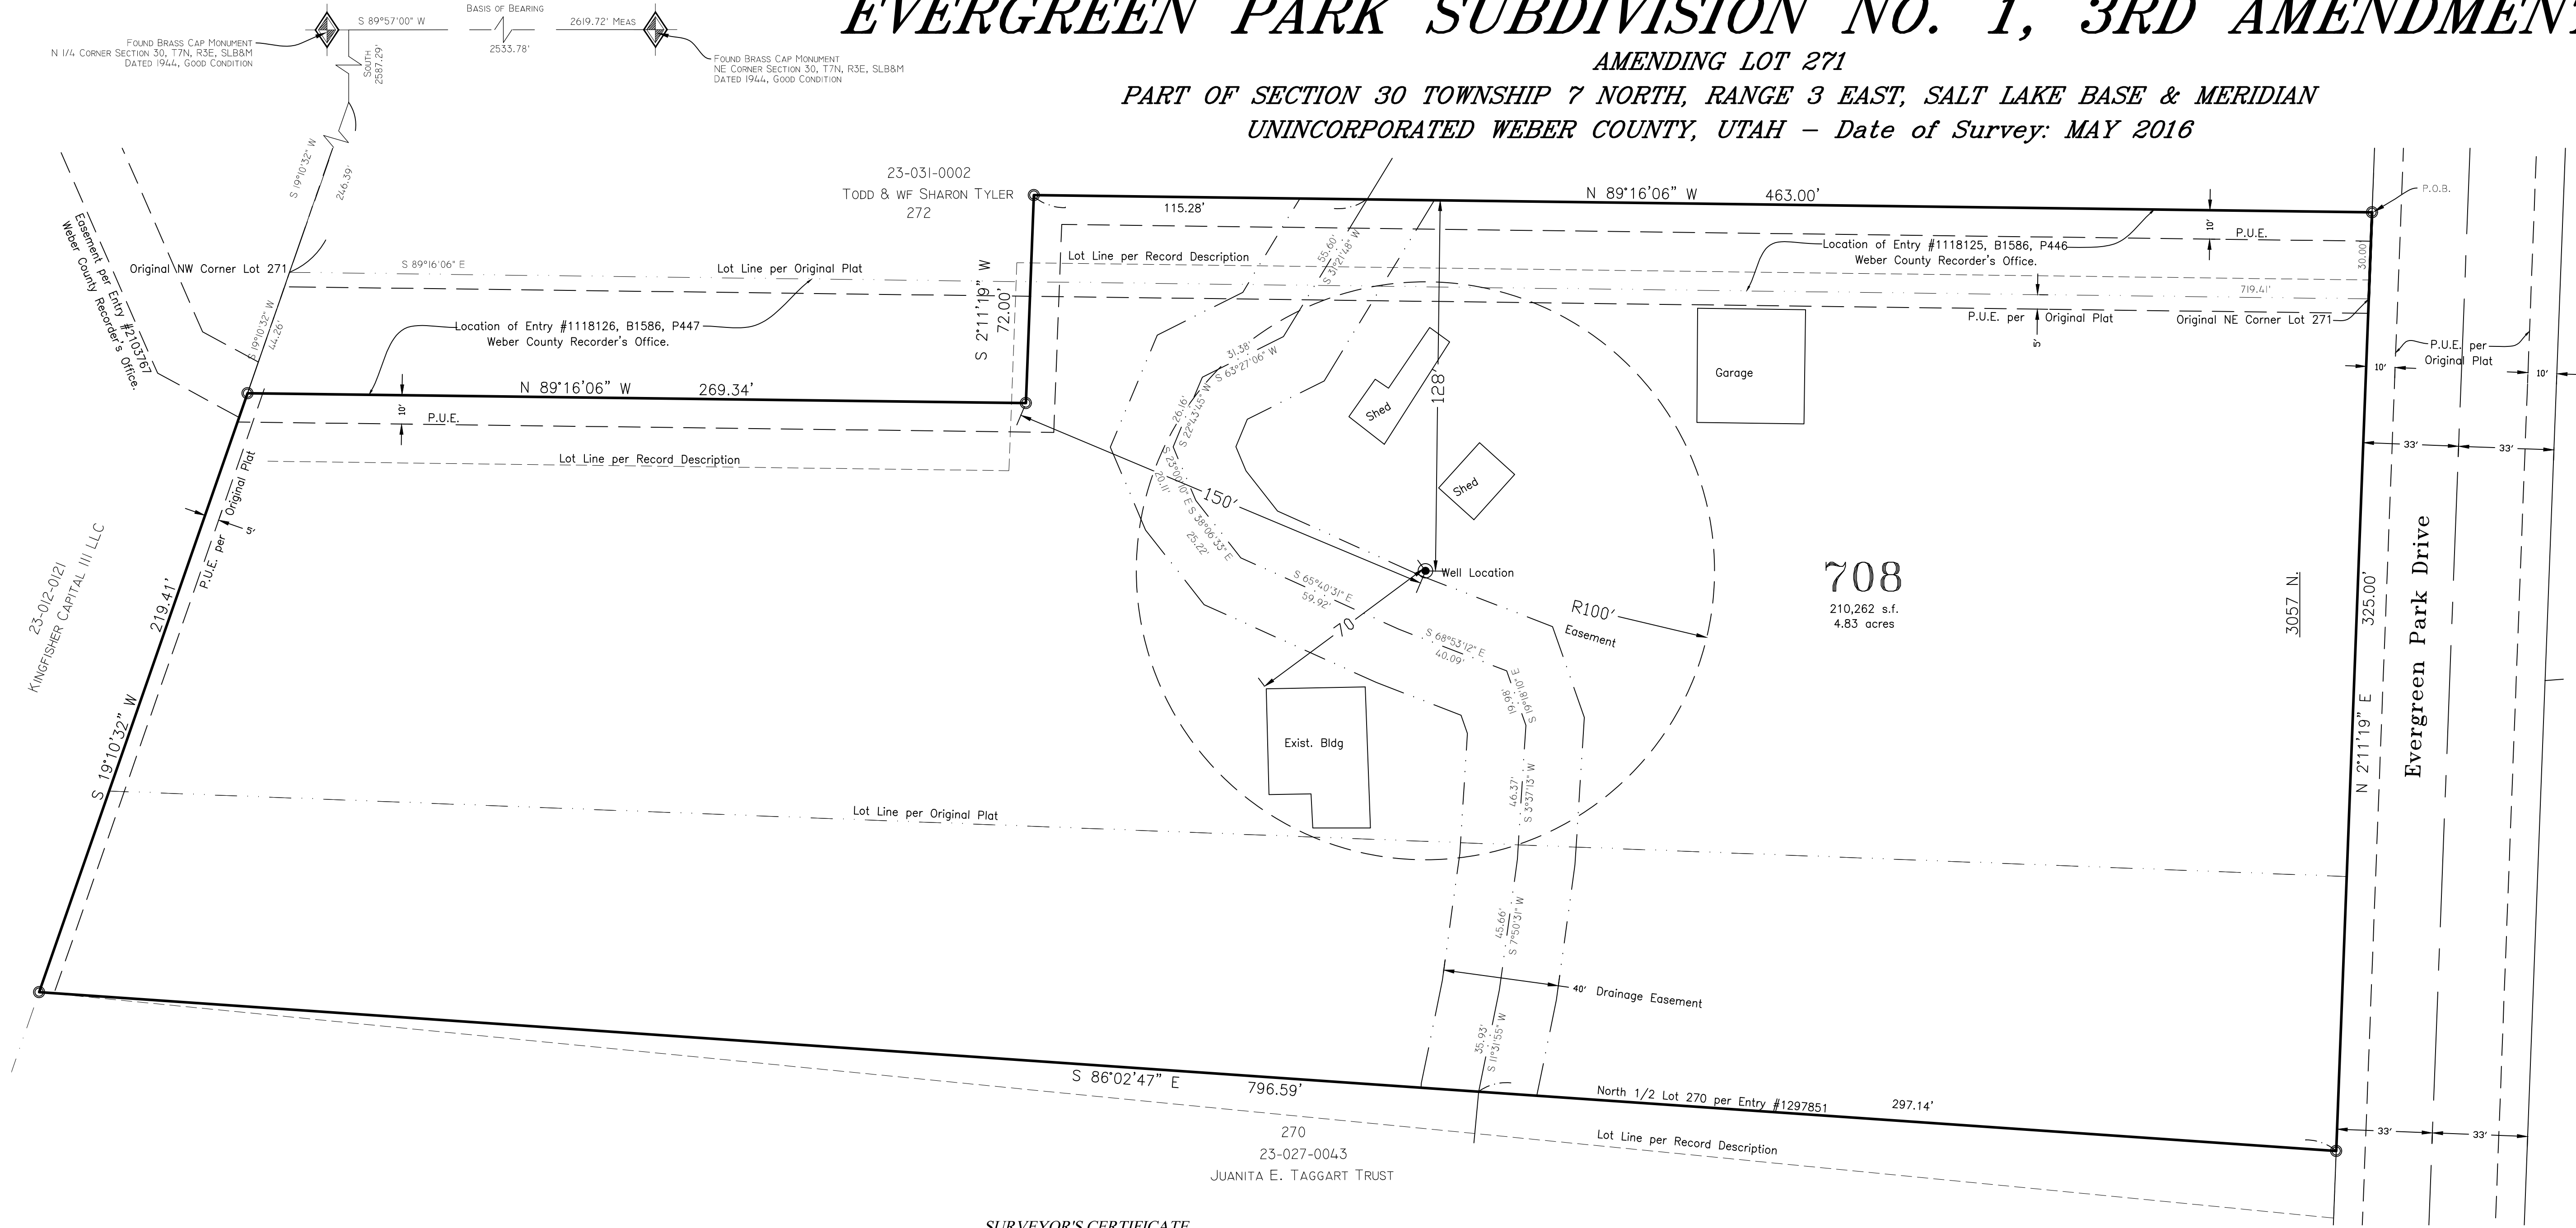 EVERGREEN PARK SUBDIVISION NO. 1, 3RD AMENDMENT
AMENDING LOT 271
PART OF SECTION 30 TOWNSHIP 7 NORTH, RANGE 3 EAST, SALT LAKE BASE & MERIDIAN
UNINCORPORATED WEBER COUNTY, UTAH – Date of Survey: MAY 2016
BASIS OF BEARING
S 89°57'00" W
2619.72' MEAS
2533.78'
FOUND BRASS CAP MONUMENT
N 1/4 CORNER SECTION 30, T7N, R3E, SLB&M
DATED 1944, GOOD CONDITION
FOUND BRASS CAP MONUMENT
NE CORNER SECTION 30, T7N, R3E, SLB&M
DATED 1944, GOOD CONDITION
SOUTH
2587.29'
S 19°10'32" W
246.39'
Easement per Entry #2103767
Weber County Recorder's Office.
Original NW Corner Lot 271
S 89°16'06" E
Lot Line per Original Plat
S 19°10'32" W
44.26'
Location of Entry #1118126, B1586, P447
Weber County Recorder's Office.
N 89°16'06" W
269.34'
10'
P.U.E.
Lot Line per Record Description
23-031-0002
TODD & WF SHARON TYLER
272
S 2°11'19" W
72.00'
115.28'
N 89°16'06" W
463.00'
P.O.B.
Lot Line per Record Description
55.60'
S 31°21'48" W
Location of Entry #1118125, B1586, P446
Weber County Recorder's Office.
10'
P.U.E.
30.00'
719.41'
P.U.E. per Original Plat
5'
Original NE Corner Lot 271
P.U.E. per
Original Plat
10'
10'
33'
33'
31.38'
S 63°27'06" W
26.16'
S 22°43'45" W
S 23°00'10" E
20.11'
S 38°06'33" E
25.22'
150'
128'
Shed
Shed
Garage
Well Location
S 65°40'31" E
59.92'
70
R100'
Easement
S 68°53'12" E
40.09'
S 19°18'10" E
19.98'
46.37'
S 3°37'13" W
45.66'
S 7°50'31" W
35.93'
S 11°31'55" W
Exist. Bldg
708
210,262 s.f.
4.83 acres
3057 N.
325.00'
N 2°11'19" E
Evergreen Park Drive
P.U.E. per Original Plat
5'
23-012-0121
KINGFISHER CAPITAL III LLC
219.41'
S 19°10'32" W
Lot Line per Original Plat
40' Drainage Easement
S 86°02'47" E
796.59'
North 1/2 Lot 270 per Entry #1297851
297.14'
Lot Line per Record Description
33'
33'
270
23-027-0043
JUANITA E. TAGGART TRUST
SURVEYOR'S CERTIFICATE